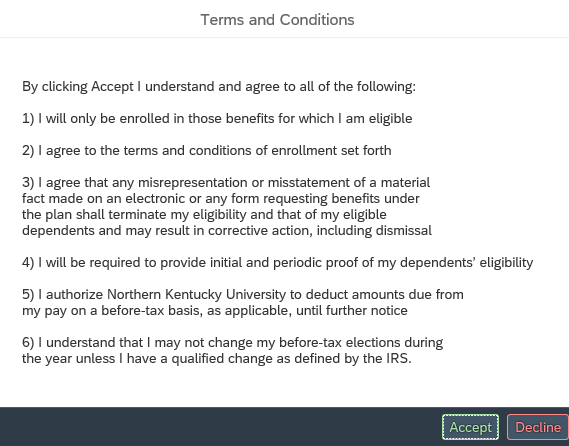 Terms and Conditions
By clicking Accept I understand and agree to all of the following:
1) I will only be enrolled in those benefits for which I am eligible
2) I agree to the terms and conditions of enrollment set forth
3) I agree that any misrepresentation or misstatement of a material
fact made on an electronic or any form requesting benefits under
the plan shall terminate my eligibility and that of my eligible
dependents and may result in corrective action, including dismissal
4) I will be required to provide initial and periodic proof of my dependents' eligibility
5) I authorize Northern Kentucky University to deduct amounts due from
my pay on a before-tax basis, as applicable, until further notice
6) I understand that I may not change my before-tax elections during
the year unless I have a qualified change as defined by the IRS.
Accept Decline